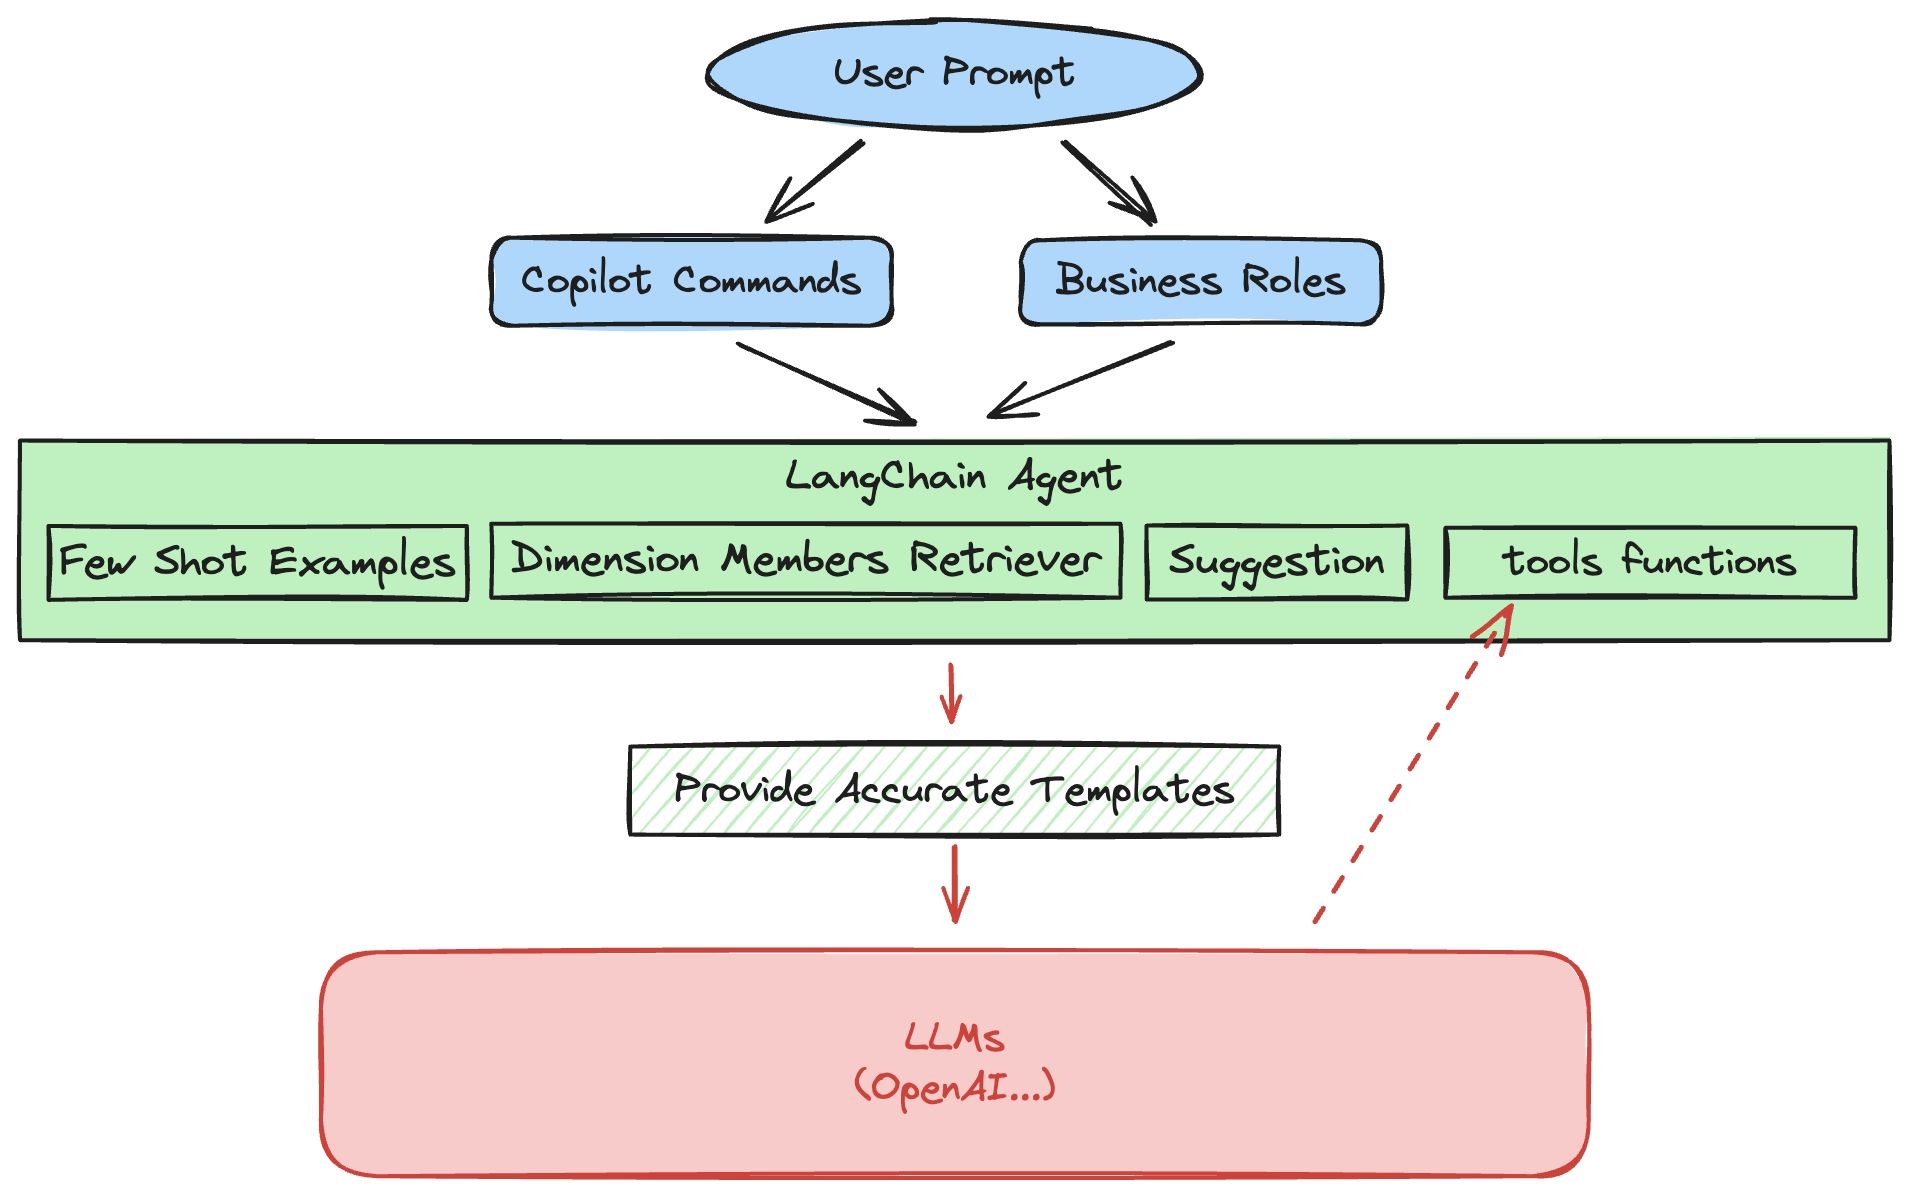 User Prompt
Copilot Commands
Business Roles
LangChain Agent
Few Shot Examples
Dimension Members Retriever
Suggestion
tools functions
Provide Accurate Templates
LLMs
(OpenAI...)